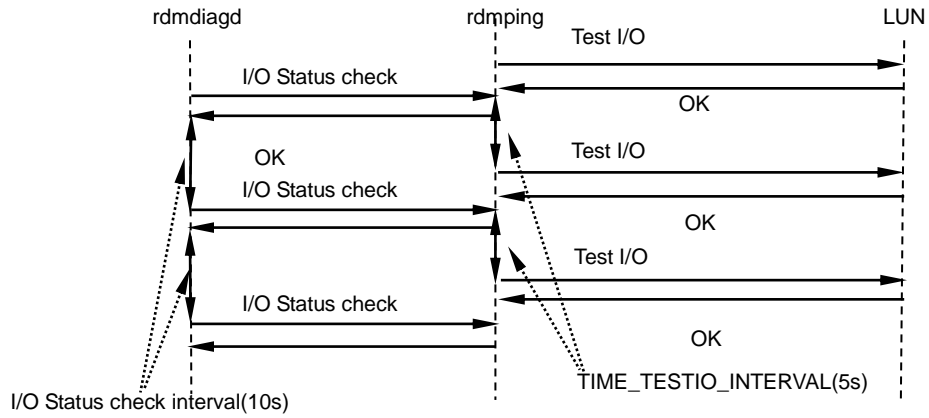 rdmdiagd
rdmping
LUN
Test I/O
I/O Status check
OK
OK
Test I/O
I/O Status check
OK
Test I/O
I/O Status check
OK
TIME_TESTIO_INTERVAL(5s)
I/O Status check interval(10s)